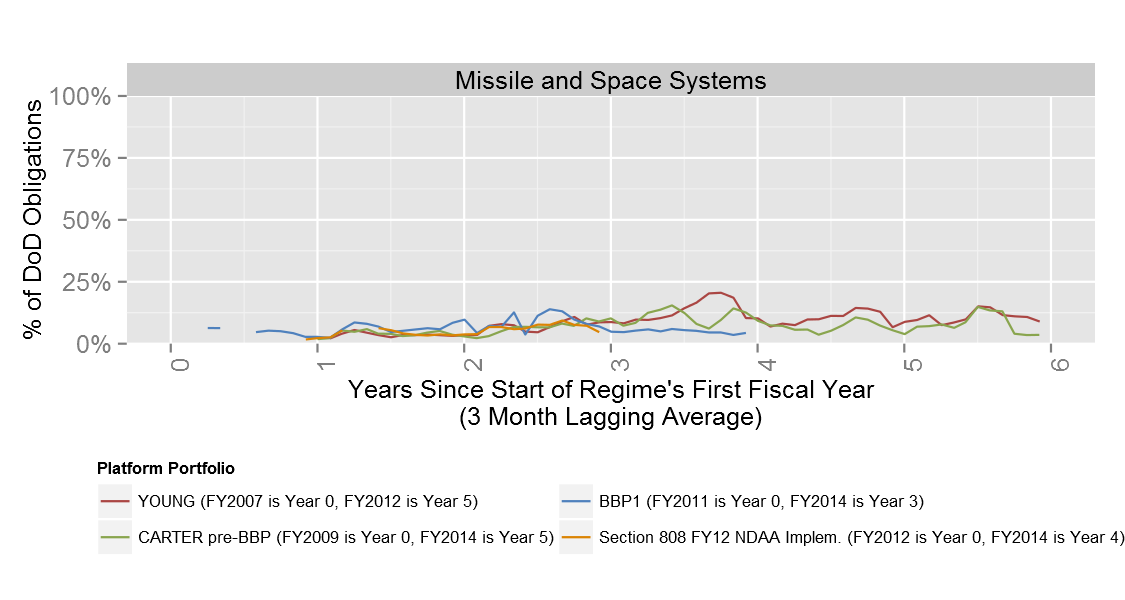 Missile and Space Systems
% of DoD Obligations
100%
75%
50%
25%
0%
0
1
2
3
4
5
6
Years Since Start of Regime's First Fiscal Year
(3 Month Lagging Average)
Platform Portfolio
YOUNG (FY2007 is Year 0, FY2012 is Year 5)
BBP1 (FY2011 is Year 0, FY2014 is Year 3)
CARTER pre-BBP (FY2009 is Year 0, FY2014 is Year 5)
Section 808 FY12 NDAA Implem. (FY2012 is Year 0, FY2014 is Year 4)